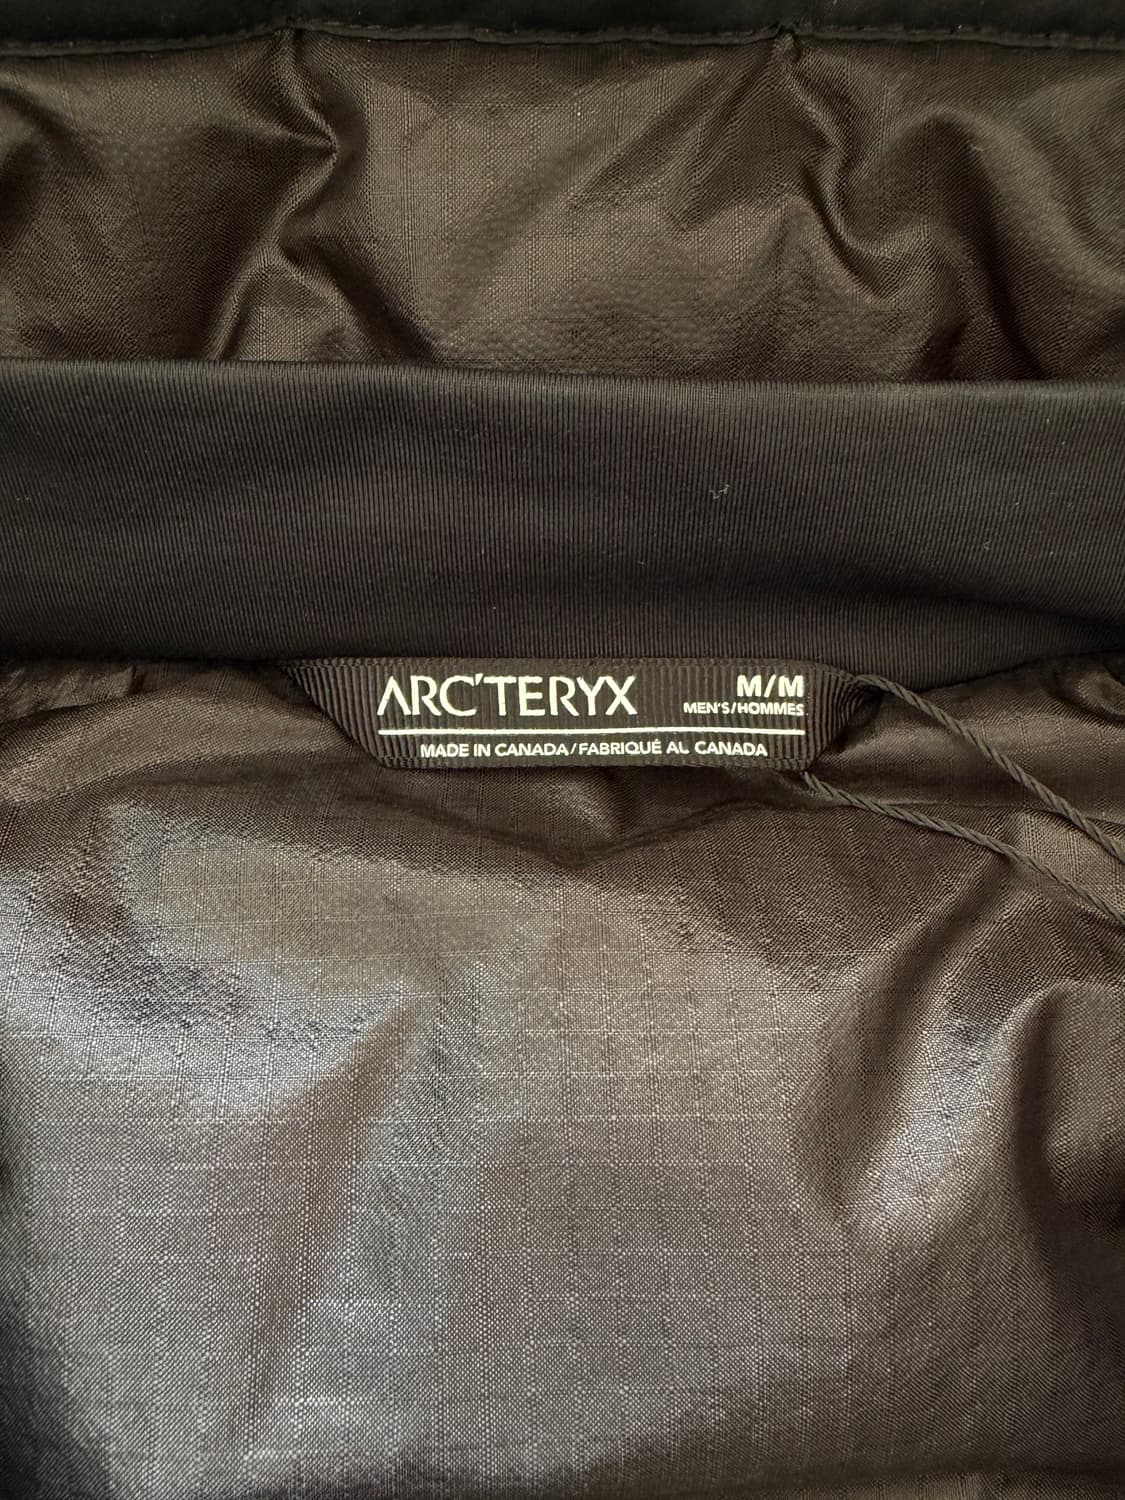 ARC'TERYX
M/M
MEN'S/HOMMES
MADE IN CANADA/FABRIQUÉ AU CANADA